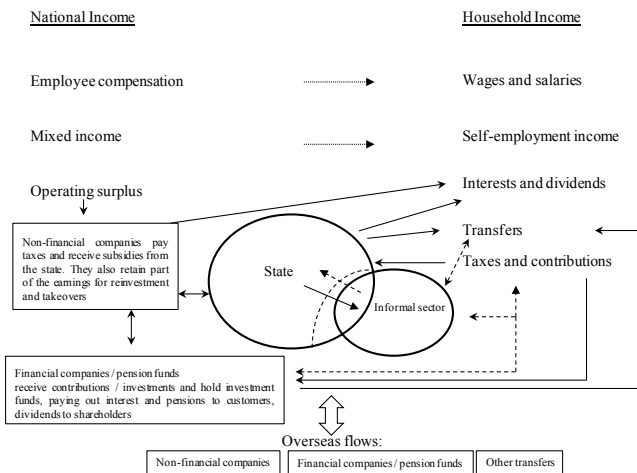 National Income
Household Income
Employee compensation
Wages and salaries
Mixed income
Self-employment income
Operating surplus
Interests and dividends
Non-financial companies pay
taxes and receive subsidies from
the state. They also retain part
of the earnings for reinvestment
and takeovers
Transfers
State
Taxes and contributions
Informal sector
Financial companies / pension funds
receive contributions / investments and hold investment
funds, paying out interest and pensions to customers,
dividends to shareholders
Overseas flows:
Non-financial companies
Financial companies / pension funds
Other transfers